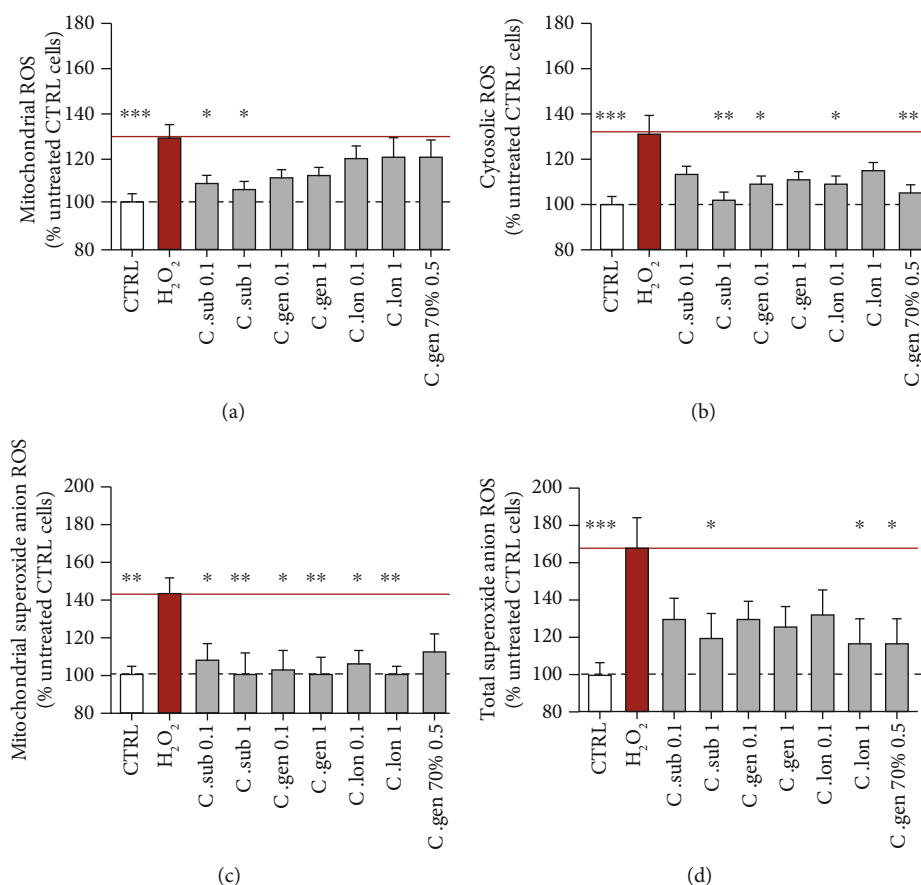 180
160
140
120
100
80
Mitochondrial ROS
(% untreated CTRL cells)
***
*
*
CTRL
H₂O₂
C .sub 0.1
C .sub 1
C .gen 0.1
C .gen 1
C .lon 0.1
C .lon 1
C .gen 70% 0.5
(a)
180
160
140
120
100
80
Cytosolic ROS
(% untreated CTRL cells)
***
**
*
*
**
CTRL
H₂O₂
C .sub 0.1
C .sub 1
C .gen 0.1
C .gen 1
C .lon 0.1
C .lon 1
C .gen 70% 0.5
(b)
200
180
160
140
120
100
80
Mitochondrial superoxide anion ROS
(% untreated CTRL cells)
**
*
**
*
**
*
**
CTRL
H₂O₂
C .sub 0.1
C .sub 1
C .gen 0.1
C .gen 1
C .lon 0.1
C .lon 1
C .gen 70% 0.5
(c)
200
180
160
140
120
100
80
Total superoxide anion ROS
(% untreated CTRL cells)
***
*
*
*
CTRL
H₂O₂
C .sub 0.1
C .sub 1
C .gen 0.1
C .gen 1
C .lon 0.1
C .lon 1
C .gen 70% 0.5
(d)